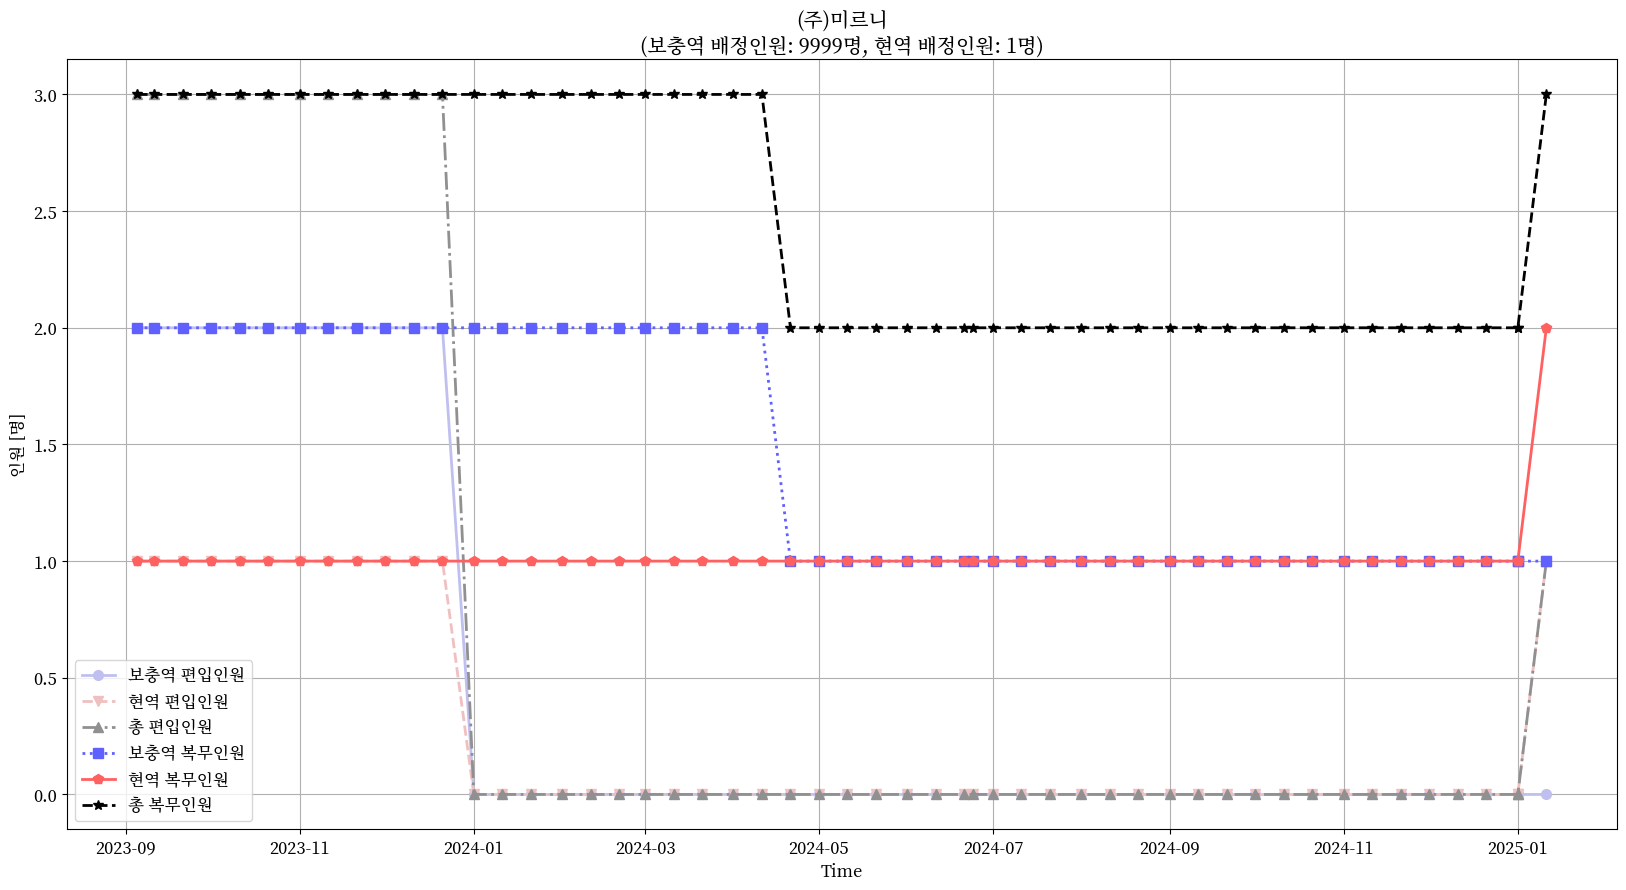 (주)미르니
(보충역 배정인원: 9999명, 현역 배정인원: 1명)
인원 [명]
3.0
2.5
2.0
1.5
1.0
0.5
0.0
보충역 편입인원
현역 편입인원
총 편입인원
보충역 복무인원
현역 복무인원
총 복무인원
2023-09
2023-11
2024-01
2024-03
2024-05
2024-07
2024-09
2024-11
2025-01
Time